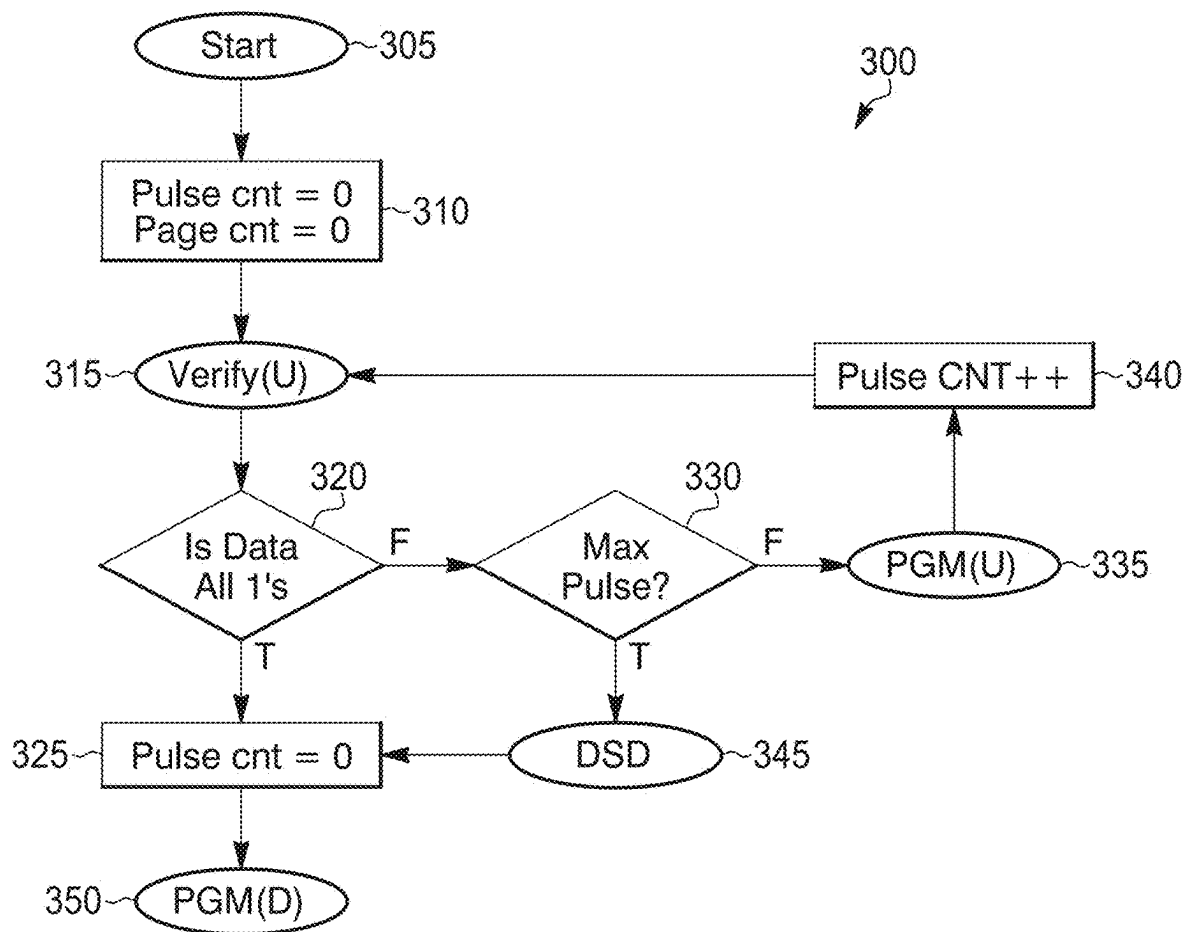 Start
305
300
Pulse cnt = 0
Page cnt = 0
310
315
Verify(U)
Pulse CNT++
340
320
330
Is Data
All 1's
F
Max
Pulse?
F
PGM(U)
335
T
T
325
Pulse cnt = 0
DSD
345
350
PGM(D)